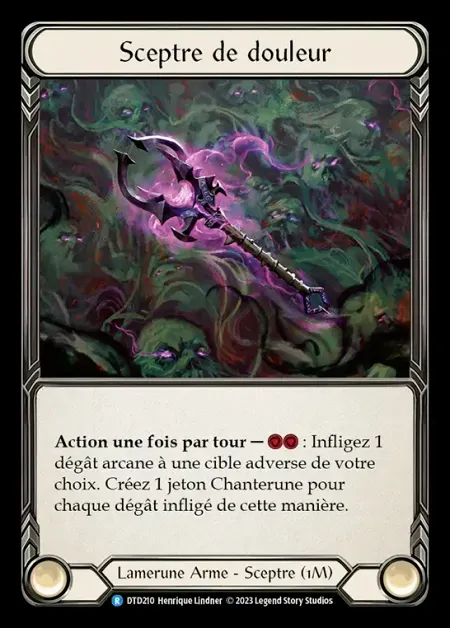 Sceptre de douleur
Action une fois par tour — : Infligez 1
dégât arcane à une cible adverse de votre
choix. Créez 1 jeton Chanterune pour
chaque dégât infligé de cette manière.
Lamerune Arme - Sceptre (1M)
R DTD210 Henrique Lindner © 2023 Legend Story Studios